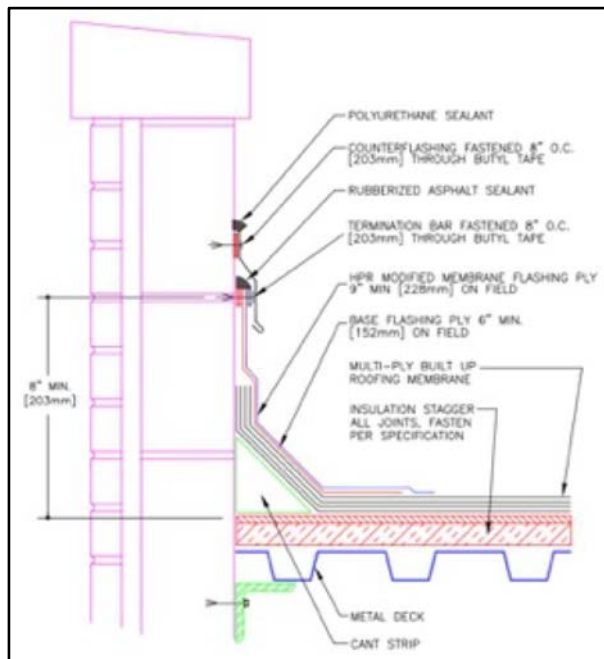 POLYURETHANE SEALANT
COUNTERFLASHING FASTENED 8" O.C.
[203mm] THROUGH BUTYL TAPE
RUBBERIZED ASPHALT SEALANT
TERMINATION BAR FASTENED 8" O.C.
[203mm] THROUGH BUTYL TAPE
HPR MODIFIED MEMBRANE FLASHING PLY
9" MIN [228mm] ON FIELD
BASE FLASHING PLY 6" MIN.
[152mm] ON FIELD
MULTI-PLY BUILT UP
ROOFING MEMBRANE
8" MIN.
[203mm]
INSULATION STAGGER
ALL JOINTS, FASTEN
PER SPECIFICATION
METAL DECK
CANT STRIP